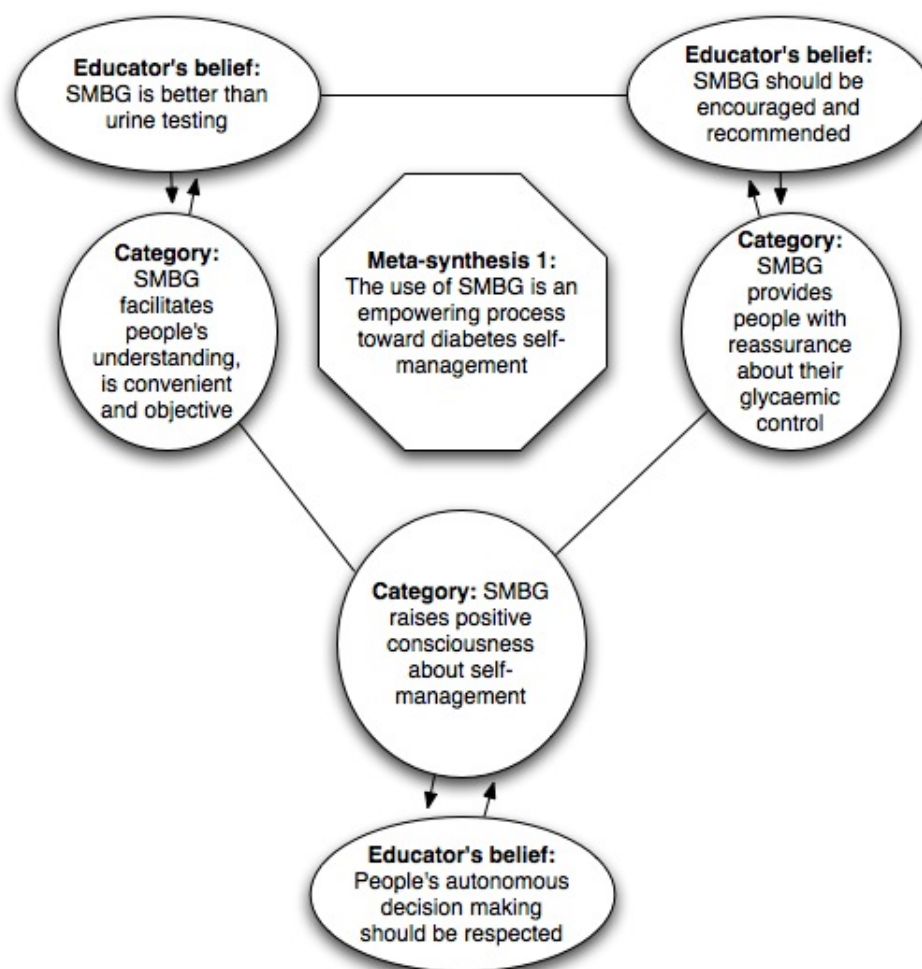 Educator's belief:
SMBG is better than
urine testing
Educator's belief:
SMBG should be
encouraged and
recommended
Category:
SMBG
facilitates
people's
understanding,
is convenient
and objective
Meta-synthesis 1:
The use of SMBG is an
empowering process
toward diabetes self-
management
Category:
SMBG
provides
people with
reassurance
about their
glycaemic
control
Category: SMBG
raises positive
consciousness
about self-
management
Educator's belief:
People's autonomous
decision making
should be respected